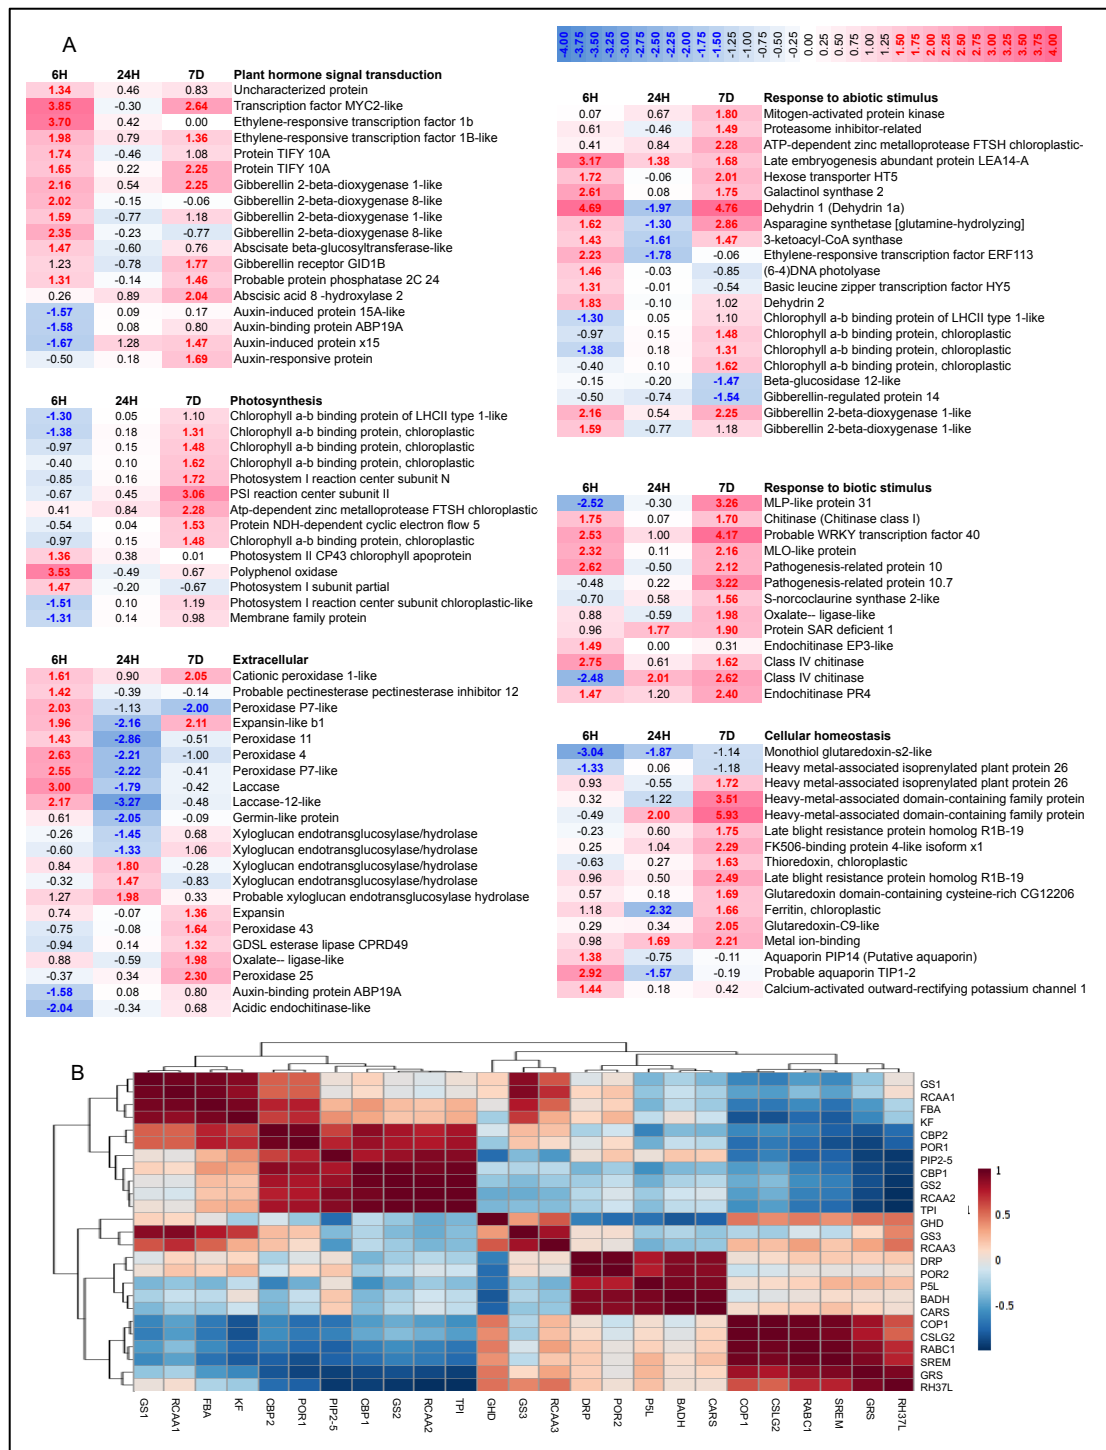 A
-4.00 -3.75 -3.50 -3.25 -3.00 -2.75 -2.50 -2.25 -2.00 -1.75 -1.50 -1.25 -1.00 -0.75 -0.50 -0.25 0.00 0.25 0.50 0.75 1.00 1.25 1.50 1.75 2.00 2.25 2.50 2.75 3.00 3.25 3.50 3.75 4.00
6H 24H 7D Plant hormone signal transduction
1.34 0.46 0.83 Uncharacterized protein
3.85 -0.30 2.64 Transcription factor MYC2-like
3.70 0.42 0.00 Ethylene-responsive transcription factor 1b
1.98 0.79 1.36 Ethylene-responsive transcription factor 1B-like
1.74 -0.46 1.08 Protein TIFY 10A
1.65 0.22 2.25 Protein TIFY 10A
2.16 0.54 2.25 Gibberellin 2-beta-dioxygenase 1-like
2.02 -0.15 -0.06 Gibberellin 2-beta-dioxygenase 8-like
1.59 -0.77 1.18 Gibberellin 2-beta-dioxygenase 1-like
2.35 -0.23 -0.77 Gibberellin 2-beta-dioxygenase 8-like
1.47 -0.60 0.76 Abscisate beta-glucosyltransferase-like
1.23 -0.78 1.77 Gibberellin receptor GID1B
1.31 -0.14 1.46 Probable protein phosphatase 2C 24
0.26 0.89 2.04 Abscisic acid 8 -hydroxylase 2
-1.57 0.09 0.17 Auxin-induced protein 15A-like
-1.58 0.08 0.80 Auxin-binding protein ABP19A
-1.67 1.28 1.47 Auxin-induced protein x15
-0.50 0.18 1.69 Auxin-responsive protein
6H 24H 7D Photosynthesis
-1.30 0.05 1.10 Chlorophyll a-b binding protein of LHCII type 1-like
-1.38 0.18 1.31 Chlorophyll a-b binding protein, chloroplastic
-0.97 0.15 1.48 Chlorophyll a-b binding protein, chloroplastic
-0.40 0.10 1.62 Chlorophyll a-b binding protein, chloroplastic
-0.85 0.16 1.72 Photosystem I reaction center subunit N
-0.67 0.45 3.06 PSI reaction center subunit II
0.41 0.84 2.28 Atp-dependent zinc metalloprotease FTSH chloroplastic
-0.54 0.04 1.53 Protein NDH-dependent cyclic electron flow 5
-0.97 0.15 1.48 Chlorophyll a-b binding protein, chloroplastic
1.36 0.38 0.01 Photosystem II CP43 chlorophyll apoprotein
3.53 -0.49 0.67 Polyphenol oxidase
1.47 -0.20 -0.67 Photosystem I subunit partial
-1.51 0.10 1.19 Photosystem I reaction center subunit chloroplastic-like
-1.31 0.14 0.98 Membrane family protein
6H 24H 7D Extracellular
1.61 0.90 2.05 Cationic peroxidase 1-like
1.42 -0.39 -0.14 Probable pectinesterase pectinesterase inhibitor 12
2.03 -1.13 -2.00 Peroxidase P7-like
1.96 -2.16 2.11 Expansin-like b1
1.43 -2.86 -0.51 Peroxidase 11
2.63 -2.21 -1.00 Peroxidase 4
2.55 -2.22 -0.41 Peroxidase P7-like
3.00 -1.79 -0.42 Laccase
2.17 -3.27 -0.48 Laccase-12-like
0.61 -2.05 -0.09 Germin-like protein
-0.26 -1.45 0.68 Xyloglucan endotransglucosylase/hydrolase
-0.60 -1.33 1.06 Xyloglucan endotransglucosylase/hydrolase
0.84 1.80 -0.28 Xyloglucan endotransglucosylase/hydrolase
-0.32 1.47 -0.83 Xyloglucan endotransglucosylase/hydrolase
1.27 1.98 0.33 Probable xyloglucan endotransglucosylase hydrolase
0.74 -0.07 1.36 Expansin
-0.75 -0.08 1.64 Peroxidase 43
-0.94 0.14 1.32 GDSL esterase lipase CPRD49
0.88 -0.59 1.98 Oxalate-- ligase-like
-0.37 0.34 2.30 Peroxidase 25
-1.58 0.08 0.80 Auxin-binding protein ABP19A
-2.04 -0.34 0.68 Acidic endochitinase-like
6H 24H 7D Response to abiotic stimulus
0.07 0.67 1.80 Mitogen-activated protein kinase
0.61 -0.46 1.49 Proteasome inhibitor-related
0.41 0.84 2.28 ATP-dependent zinc metalloprotease FTSH chloroplastic-
3.17 1.38 1.68 Late embryogenesis abundant protein LEA14-A
1.72 -0.06 2.01 Hexose transporter HT5
2.61 0.08 1.75 Galactinol synthase 2
4.69 -1.97 4.76 Dehydrin 1 (Dehydrin 1a)
1.62 -1.30 2.86 Asparagine synthetase [glutamine-hydrolyzing]
1.43 -1.61 1.47 3-ketoacyl-CoA synthase
2.23 -1.78 -0.06 Ethylene-responsive transcription factor ERF113
1.46 -0.03 -0.85 (6-4)DNA photolyase
1.31 -0.01 -0.54 Basic leucine zipper transcription factor HY5
1.83 -0.10 1.02 Dehydrin 2
-1.30 0.05 1.10 Chlorophyll a-b binding protein of LHCII type 1-like
-0.97 0.15 1.48 Chlorophyll a-b binding protein, chloroplastic
-1.38 0.18 1.31 Chlorophyll a-b binding protein, chloroplastic
-0.40 0.10 1.62 Chlorophyll a-b binding protein, chloroplastic
-0.15 -0.20 -1.47 Beta-glucosidase 12-like
-0.50 -0.74 -1.54 Gibberellin-regulated protein 14
2.16 0.54 2.25 Gibberellin 2-beta-dioxygenase 1-like
1.59 -0.77 1.18 Gibberellin 2-beta-dioxygenase 1-like
6H 24H 7D Response to biotic stimulus
-2.52 -0.30 3.26 MLP-like protein 31
1.75 0.07 1.70 Chitinase (Chitinase class I)
2.53 1.00 4.17 Probable WRKY transcription factor 40
2.32 0.11 2.16 MLO-like protein
2.62 -0.50 2.12 Pathogenesis-related protein 10
-0.48 0.22 3.22 Pathogenesis-related protein 10.7
-0.70 0.58 1.56 S-norcoclaurine synthase 2-like
0.88 -0.59 1.98 Oxalate-- ligase-like
0.96 1.77 1.90 Protein SAR deficient 1
1.49 0.00 0.31 Endochitinase EP3-like
2.75 0.61 1.62 Class IV chitinase
-2.48 2.01 2.62 Class IV chitinase
1.47 1.20 2.40 Endochitinase PR4
6H 24H 7D Cellular homeostasis
-3.04 -1.87 -1.14 Monothiol glutaredoxin-s2-like
-1.33 0.06 -1.18 Heavy metal-associated isoprenylated plant protein 26
0.93 -0.55 1.72 Heavy metal-associated isoprenylated plant protein 26
0.32 -1.22 3.51 Heavy-metal-associated domain-containing family protein
-0.49 2.00 5.93 Heavy-metal-associated domain-containing family protein
-0.23 0.60 1.75 Late blight resistance protein homolog R1B-19
0.25 1.04 2.29 FK506-binding protein 4-like isoform x1
-0.63 0.27 1.63 Thioredoxin, chloroplastic
0.96 0.50 2.49 Late blight resistance protein homolog R1B-19
0.57 0.18 1.69 Glutaredoxin domain-containing cysteine-rich CG12206
1.18 -2.32 1.66 Ferritin, chloroplastic
0.29 0.34 2.05 Glutaredoxin-C9-like
0.98 1.69 2.21 Metal ion-binding
1.38 -0.75 -0.11 Aquaporin PIP14 (Putative aquaporin)
2.92 -1.57 -0.19 Probable aquaporin TIP1-2
1.44 0.18 0.42 Calcium-activated outward-rectifying potassium channel 1
B
GS1
RCAA1
FBA
KF
CBP2
POR1
PIP2-5
CBP1
GS2
RCAA2
TPI
GHD
GS3
RCAA3
DRP
POR2
P5L
BADH
CARS
COP1
CSLG2
RABC1
SREM
GRS
RH37L
1
0.5
0
-0.5
GS1 RCAA1 FBA KF CBP2 POR1 PIP2-5 CBP1 GS2 RCAA2 TPI GHD GS3 RCAA3 DRP POR2 P5L BADH CARS COP1 CSLG2 RABC1 SREM GRS RH37L